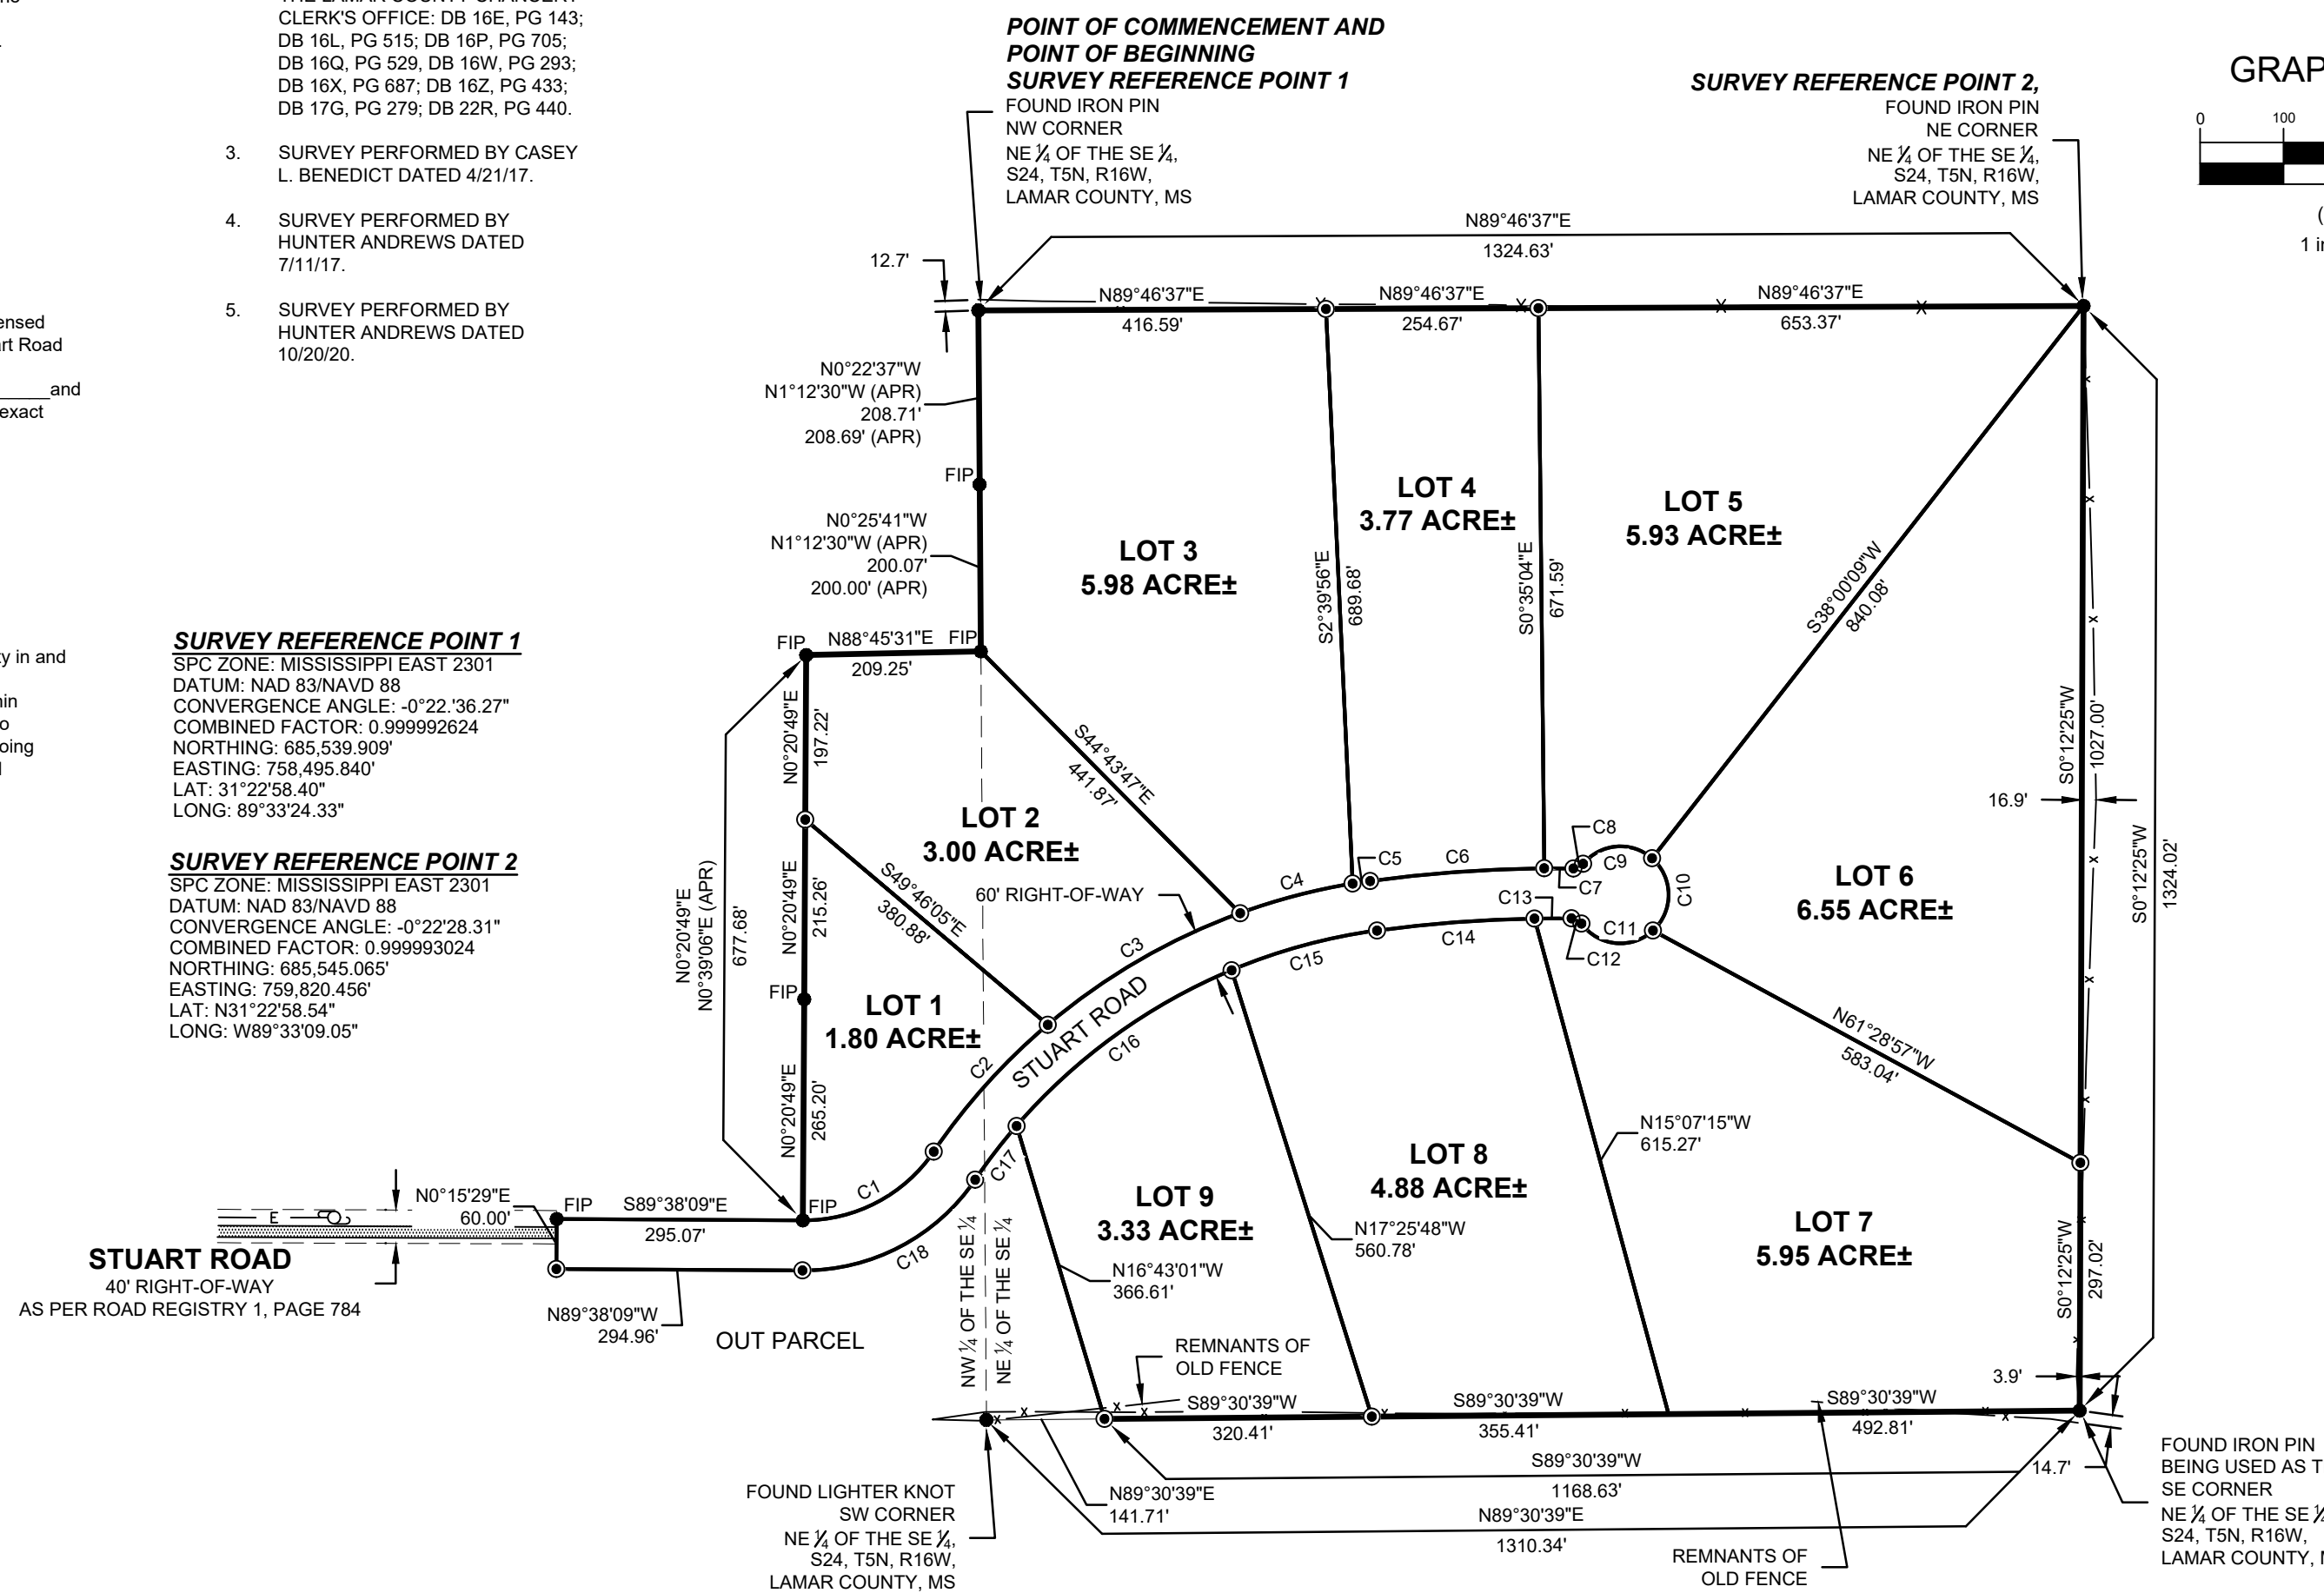 THE LAMAR COUNTY CHANCERY
CLERK'S OFFICE: DB 16E, PG 143;
DB 16L, PG 515; DB 16P, PG 705;
DB 16Q, PG 529, DB 16W, PG 293;
DB 16X, PG 687; DB 16Z, PG 433;
DB 17G, PG 279; DB 22R, PG 440.
3. SURVEY PERFORMED BY CASEY
L. BENEDICT DATED 4/21/17.
4. SURVEY PERFORMED BY
HUNTER ANDREWS DATED
7/11/17.
5. SURVEY PERFORMED BY
HUNTER ANDREWS DATED
10/20/20.
ensed
art Road
and
exact
y in and
oing
POINT OF COMMENCEMENT AND
POINT OF BEGINNING
SURVEY REFERENCE POINT 1
FOUND IRON PIN
NW CORNER
NE ¼ OF THE SE ¼,
S24, T5N, R16W,
LAMAR COUNTY, MS
SURVEY REFERENCE POINT 2,
FOUND IRON PIN
NE CORNER
NE ¼ OF THE SE ¼,
S24, T5N, R16W,
LAMAR COUNTY, MS
GRAP
0 100
(
1 in
N89°46'37"E
1324.63'
12.7'
N89°46'37"E
416.59'
N89°46'37"E
254.67'
N89°46'37"E
653.37'
N0°22'37"W
N1°12'30"W (APR)
208.71'
208.69' (APR)
FIP
N0°25'41"W
N1°12'30"W (APR)
200.07'
200.00' (APR)
FIP
N88°45'31"E
FIP
209.25'
LOT 3
5.98 ACRE±
LOT 4
3.77 ACRE±
LOT 5
5.93 ACRE±
S2°39'56"E
689.68'
S0°35'04"E
671.59'
S38°00'09"W
840.08'
SURVEY REFERENCE POINT 1
SPC ZONE: MISSISSIPPI EAST 2301
DATUM: NAD 83/NAVD 88
CONVERGENCE ANGLE: -0°22.'36.27"
COMBINED FACTOR: 0.999992624
NORTHING: 685,539.909'
EASTING: 758,495.840'
LAT: 31°22'58.40"
LONG: 89°33'24.33"
SURVEY REFERENCE POINT 2
SPC ZONE: MISSISSIPPI EAST 2301
DATUM: NAD 83/NAVD 88
CONVERGENCE ANGLE: -0°22'28.31"
COMBINED FACTOR: 0.999993024
NORTHING: 685,545.065'
EASTING: 759,820.456'
LAT: N31°22'58.54"
LONG: W89°33'09.05"
N0°20'49"E
N0°39'06"E (APR)
677.68'
N0°20'49"E
197.22'
N0°20'49"E
215.26'
FIP
N0°20'49"E
265.20'
LOT 2
3.00 ACRE±
S44°43'47"E
441.87'
S49°46'05"E
380.88'
60' RIGHT-OF-WAY
LOT 1
1.80 ACRE±
C1
C2
C3
C4
C5
C6
C7
C8
C9
C10
C11
C12
C13
C14
C15
C16
C17
C18
STUART ROAD
LOT 6
6.55 ACRE±
S0°12'25"W
1027.00'
16.9'
S0°12'25"W
1324.02'
N61°28'57"W
583.04'
N0°15'29"E
60.00'
FIP
S89°38'09"E
295.07'
FIP
E
STUART ROAD
40' RIGHT-OF-WAY
AS PER ROAD REGISTRY 1, PAGE 784
N89°38'09"W
294.96'
OUT PARCEL
NW ¼ OF THE SE ¼
NE ¼ OF THE SE ¼
LOT 9
3.33 ACRE±
N16°43'01"W
366.61'
LOT 8
4.88 ACRE±
N17°25'48"W
560.78'
N15°07'15"W
615.27'
LOT 7
5.95 ACRE±
S0°12'25"W
297.02'
REMNANTS OF
OLD FENCE
S89°30'39"W
320.41'
S89°30'39"W
355.41'
S89°30'39"W
492.81'
3.9'
14.7'
S89°30'39"W
1168.63'
N89°30'39"E
141.71'
N89°30'39"E
1310.34'
FOUND LIGHTER KNOT
SW CORNER
NE ¼ OF THE SE ¼,
S24, T5N, R16W,
LAMAR COUNTY, MS
REMNANTS OF
OLD FENCE
FOUND IRON PIN
BEING USED AS T
SE CORNER
NE ¼ OF THE SE ¼
S24, T5N, R16W,
LAMAR COUNTY,